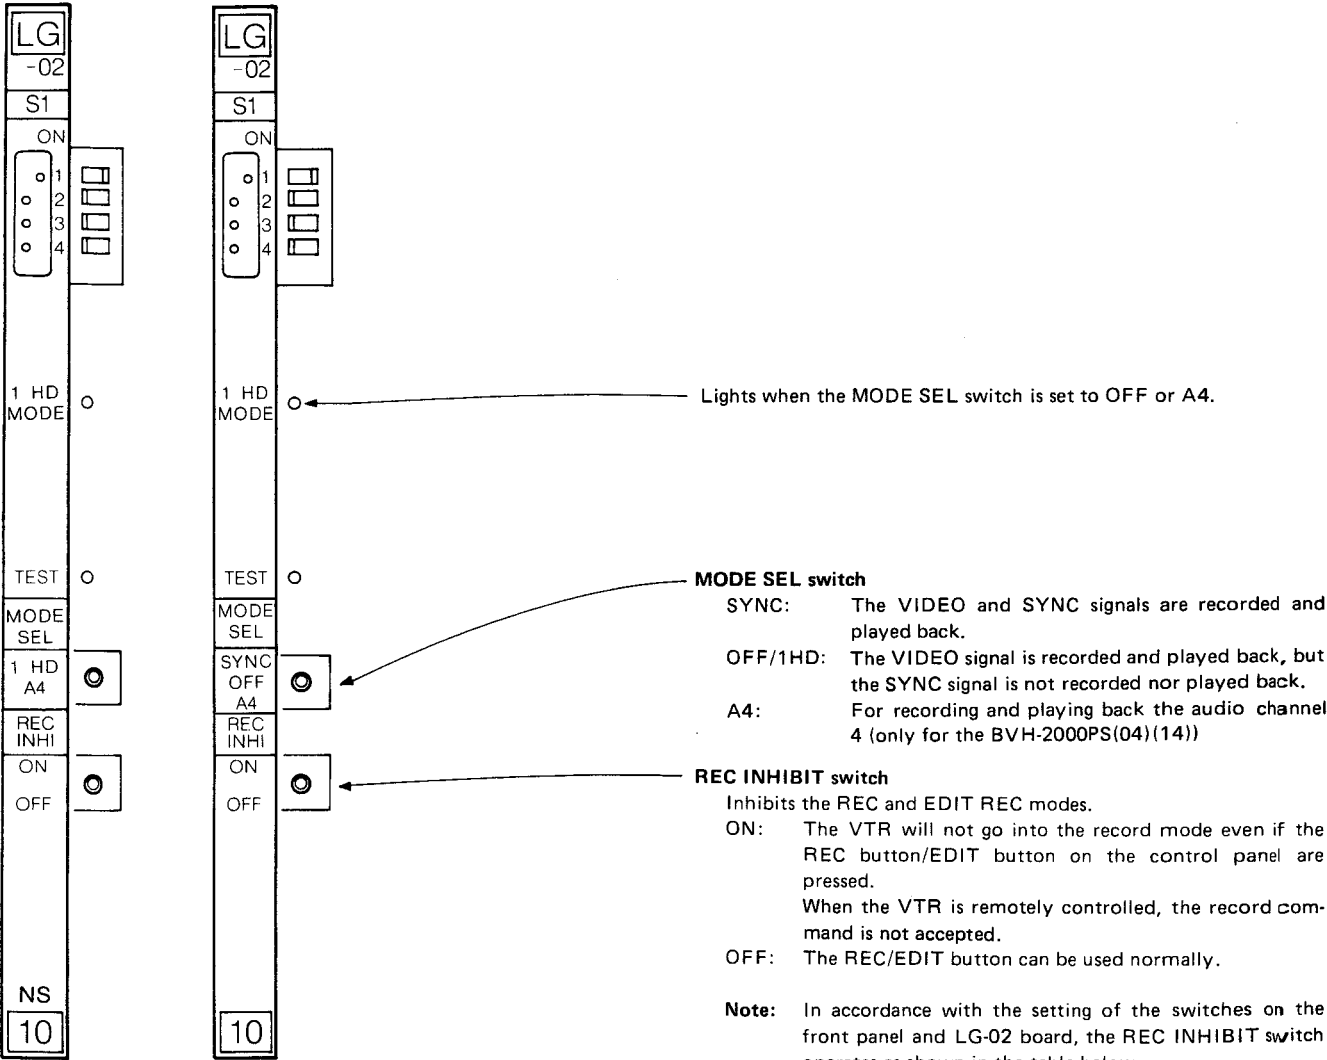 LG
-02
S1
ON
1
2
3
4
1 HD
MODE
TEST
MODE
SEL
1 HD
A4
REC
INHI
ON
OFF
NS
10
LG
-02
S1
ON
1
2
3
4
1 HD
MODE
TEST
MODE
SEL
SYNC
OFF
A4
REC
INHI
ON
OFF
10
Lights when the MODE SEL switch is set to OFF or A4.
MODE SEL switch
SYNC: The VIDEO and SYNC signals are recorded and
played back.
OFF/1HD: The VIDEO signal is recorded and played back, but
the SYNC signal is not recorded nor played back.
A4: For recording and playing back the audio channel
4 (only for the BVH-2000PS(04)(14))
REC INHIBIT switch
Inhibits the REC and EDIT REC modes.
ON: The VTR will not go into the record mode even if the
REC button/EDIT button on the control panel are
pressed.
When the VTR is remotely controlled, the record com-
mand is not accepted.
OFF: The REC/EDIT button can be used normally.
Note: In accordance with the setting of the switches on the
front panel and LG-02 board, the REC INHIBIT switch